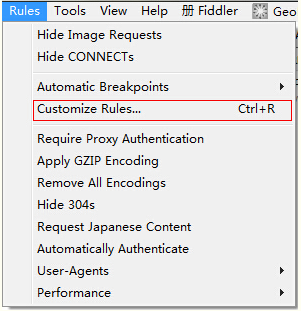 Rules Tools View Help 册 Fiddler Geo
Hide Image Requests
Hide CONNECTs
Automatic Breakpoints
Customize Rules... Ctrl+R
Require Proxy Authentication
Apply GZIP Encoding
Remove All Encodings
Hide 304s
Request Japanese Content
Automatically Authenticate
User-Agents
Performance